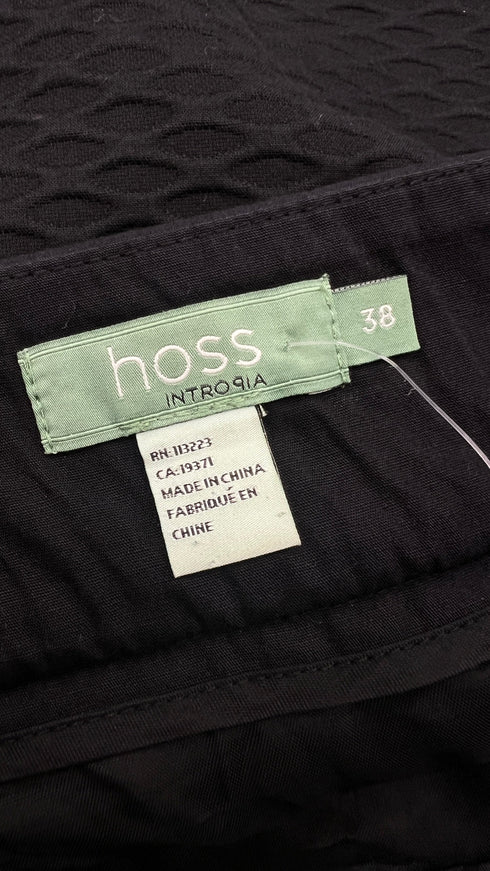 hoss
INTROPIA
38
RN:113223
CA:19371
MADE IN CHINA
FABRIQUÉ EN
CHINE